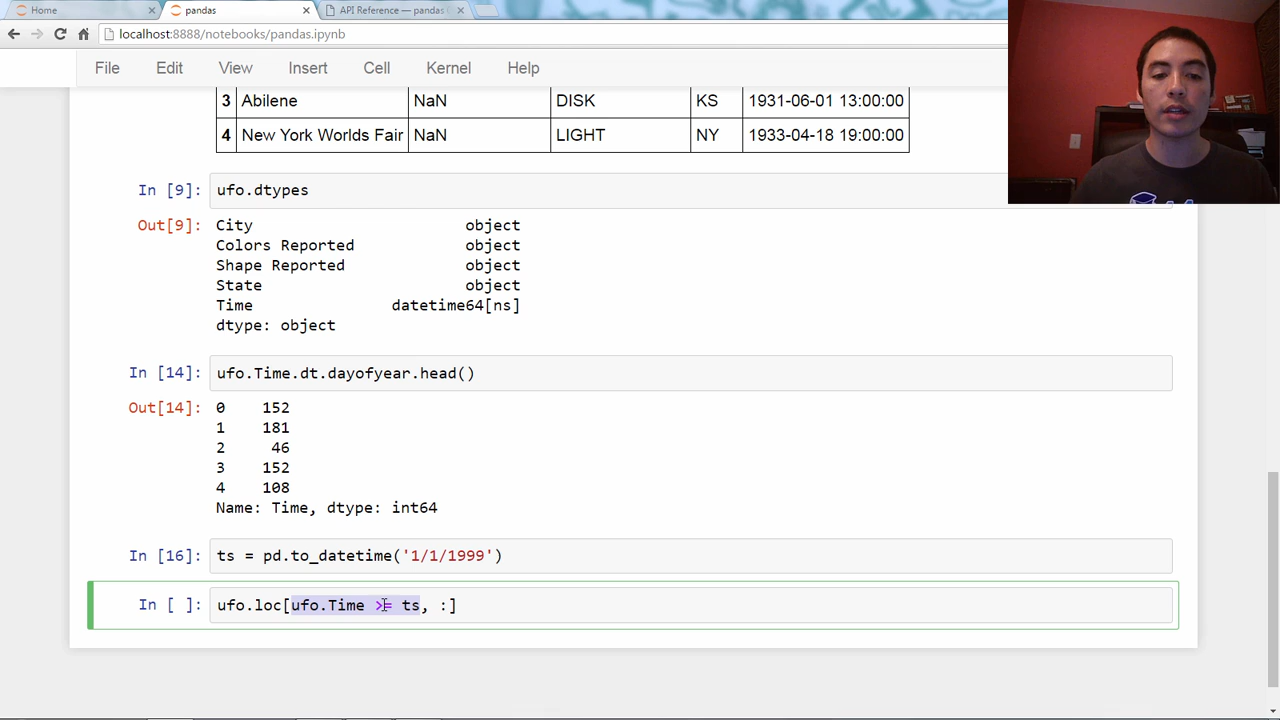 Home × pandas × API Reference — pandas ×
localhost:8888/notebooks/pandas.ipynb
File Edit View Insert Cell Kernel Help
3 Abilene NaN DISK KS 1931-06-01 13:00:00
4 New York Worlds Fair NaN LIGHT NY 1933-04-18 19:00:00
In [9]: ufo.dtypes
Out[9]: City object
Colors Reported object
Shape Reported object
State object
Time datetime64[ns]
dtype: object
In [14]: ufo.Time.dt.dayofyear.head()
Out[14]: 0 152
1 181
2 46
3 152
4 108
Name: Time, dtype: int64
In [16]: ts = pd.to_datetime('1/1/1999')
In [ ]: ufo.loc[ufo.Time >= ts, :]